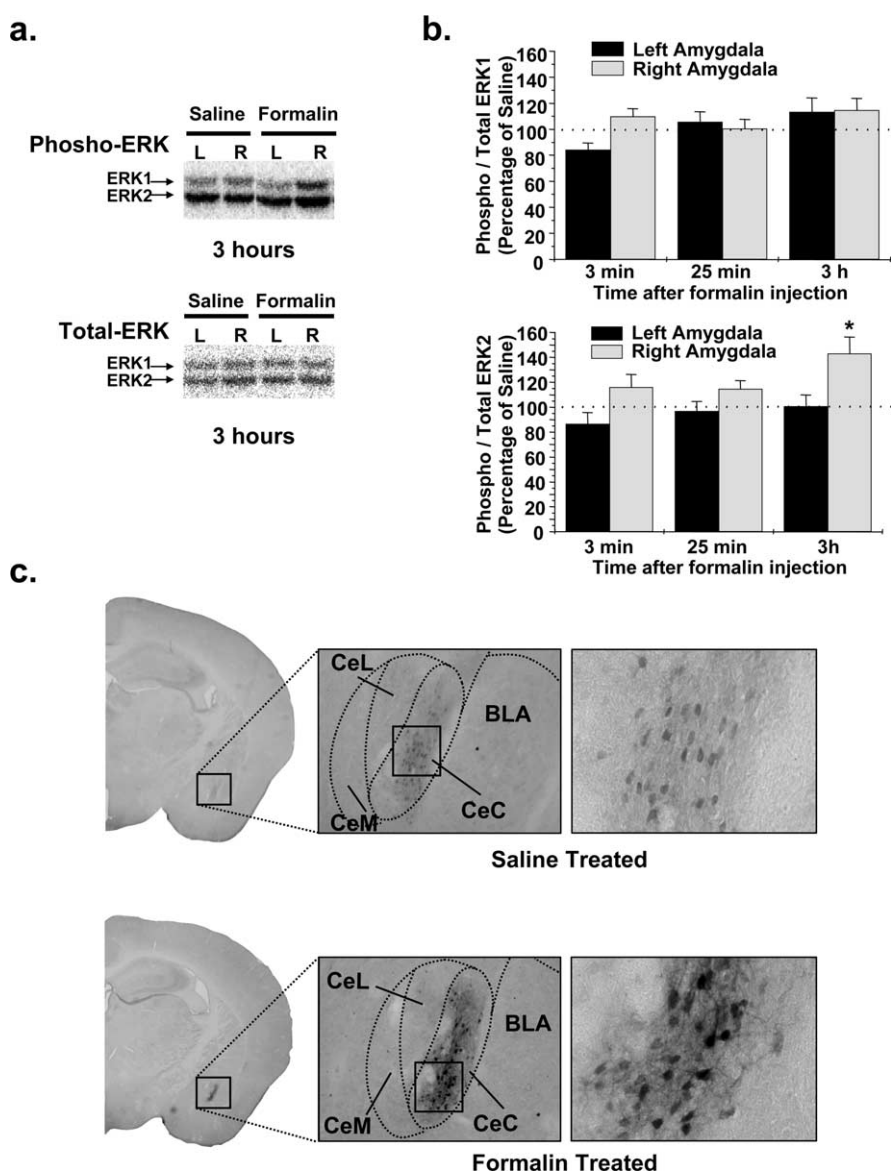 a.
Saline Formalin
Phosho-ERK L R L R
ERK1
ERK2
3 hours
Saline Formalin
Total-ERK L R L R
ERK1
ERK2
3 hours
b.
Left Amygdala
Right Amygdala
Phospho / Total ERK1
(Percentage of Saline)
160
140
120
100
80
60
40
20
0
3 min 25 min 3 h
Time after formalin injection
*
Left Amygdala
Right Amygdala
Phospho / Total ERK2
(Percentage of Saline)
160
140
120
100
80
60
40
20
0
3 min 25 min 3h
Time after formalin injection
c.
CeL
BLA
CeM
CeC
Saline Treated
CeL
BLA
CeM
CeC
Formalin Treated